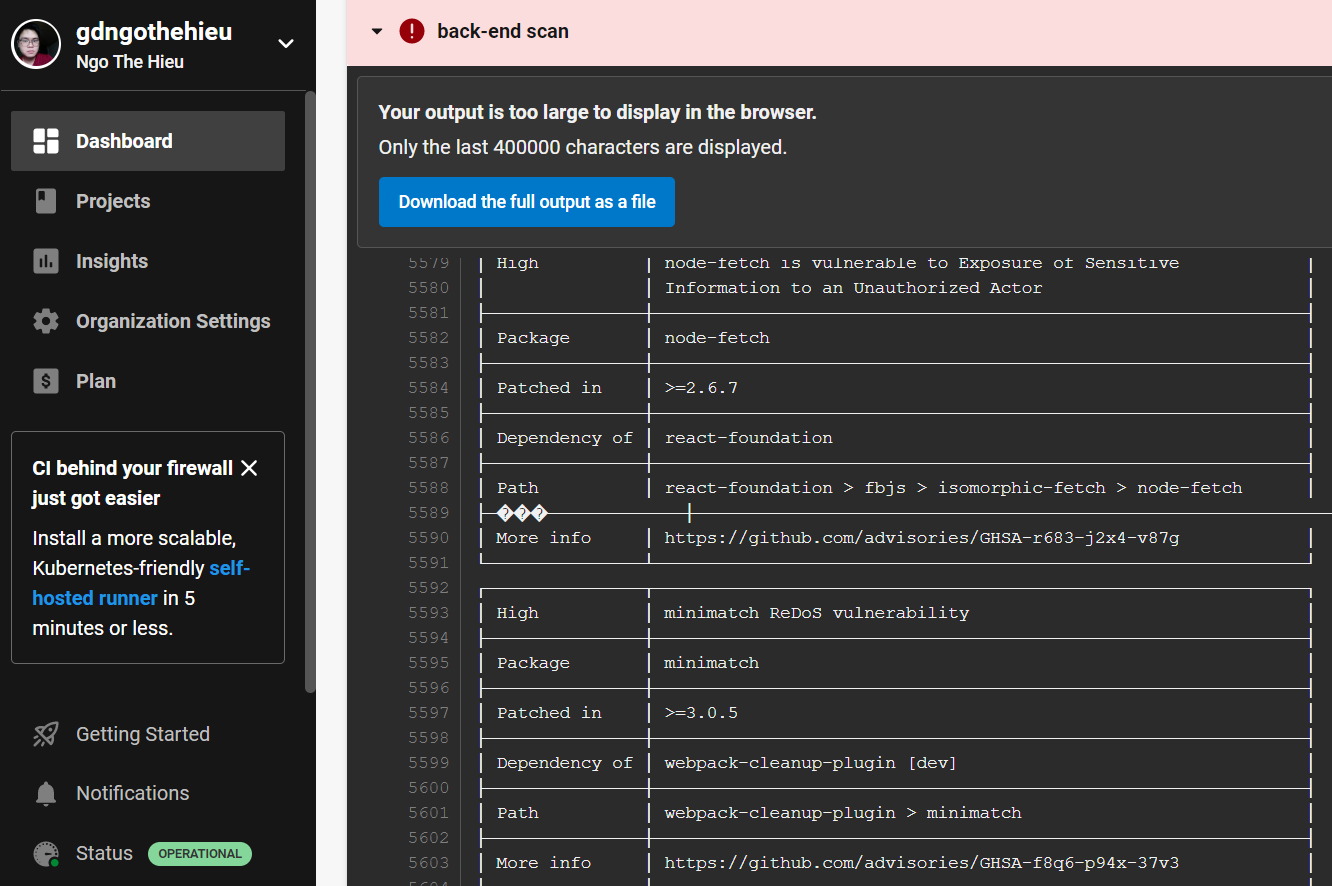 gdngothehieu
Ngo The Hieu
Dashboard
Projects
Insights
Organization Settings
Plan
CI behind your firewall
just got easier
Install a more scalable,
Kubernetes-friendly self-
hosted runner in 5
minutes or less.
Getting Started
Notifications
Status OPERATIONAL
back-end scan
Your output is too large to display in the browser.
Only the last 400000 characters are displayed.
Download the full output as a file
5579 High node-fetch is vulnerable to Exposure of Sensitive
5580 Information to an Unauthorized Actor
5581
5582 Package node-fetch
5583
5584 Patched in >=2.6.7
5585
5586 Dependency of react-foundation
5587
5588 Path react-foundation > fbjs > isomorphic-fetch > node-fetch
5589 ���
5590 More info https://github.com/advisories/GHSA-r683-j2x4-v87g
5591
5592
5593 High minimatch ReDoS vulnerability
5594
5595 Package minimatch
5596
5597 Patched in >=3.0.5
5598
5599 Dependency of webpack-cleanup-plugin [dev]
5600
5601 Path webpack-cleanup-plugin > minimatch
5602
5603 More info https://github.com/advisories/GHSA-f8q6-p94x-37v3
5604